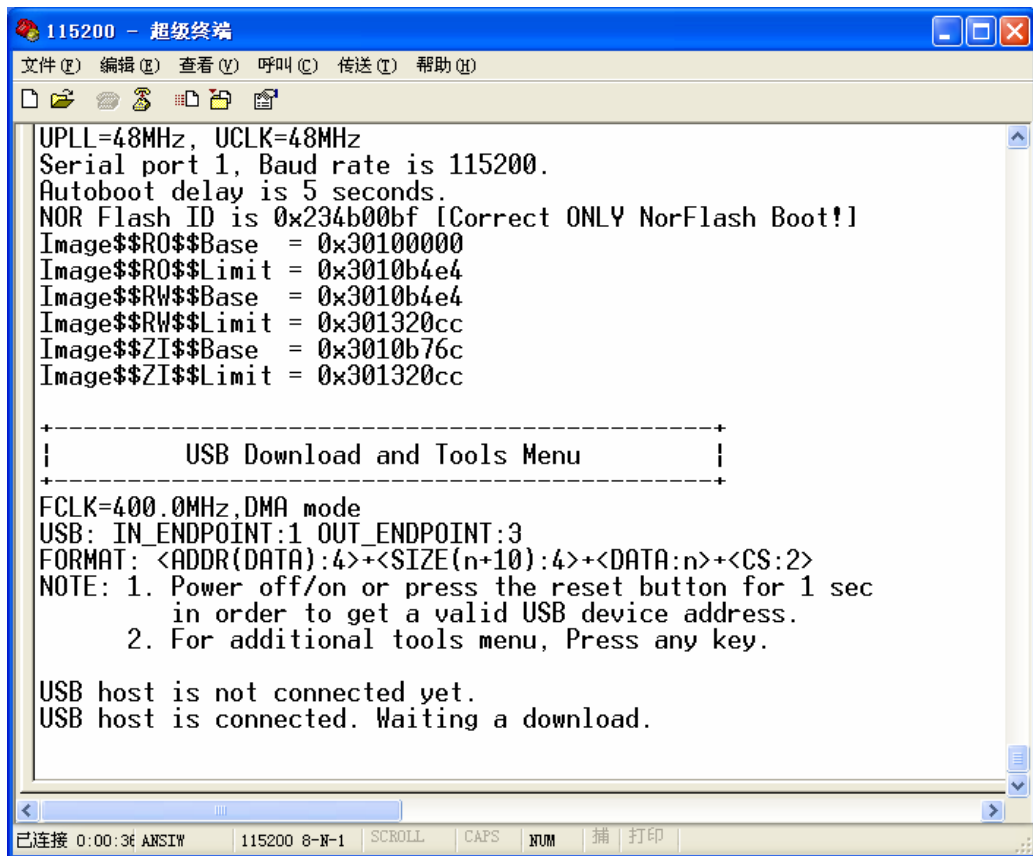 115200 - 超级终端
文件(F) 编辑(E) 查看(V) 呼叫(C) 传送(T) 帮助(H)
UPLL=48MHz, UCLK=48MHz
Serial port 1, Baud rate is 115200.
Autoboot delay is 5 seconds.
NOR Flash ID is 0x234b00bf [Correct ONLY NorFlash Boot!]
Image$$RO$$Base  = 0x30100000
Image$$RO$$Limit = 0x3010b4e4
Image$$RW$$Base  = 0x3010b4e4
Image$$RW$$Limit = 0x301320cc
Image$$ZI$$Base  = 0x3010b76c
Image$$ZI$$Limit = 0x301320cc
+---------------------------------------------+
¦         USB Download and Tools Menu         ¦
+---------------------------------------------+
FCLK=400.0MHz,DMA mode
USB: IN_ENDPOINT:1 OUT_ENDPOINT:3
FORMAT: <ADDR(DATA):4>+<SIZE(n+10):4>+<DATA:n>+<CS:2>
NOTE: 1. Power off/on or press the reset button for 1 sec
in order to get a valid USB device address.
2. For additional tools menu, Press any key.
USB host is not connected yet.
USB host is connected. Waiting a download.
已连接 0:00:36 ANSIW 115200 8-N-1 SCROLL CAPS NUM 捕 打印